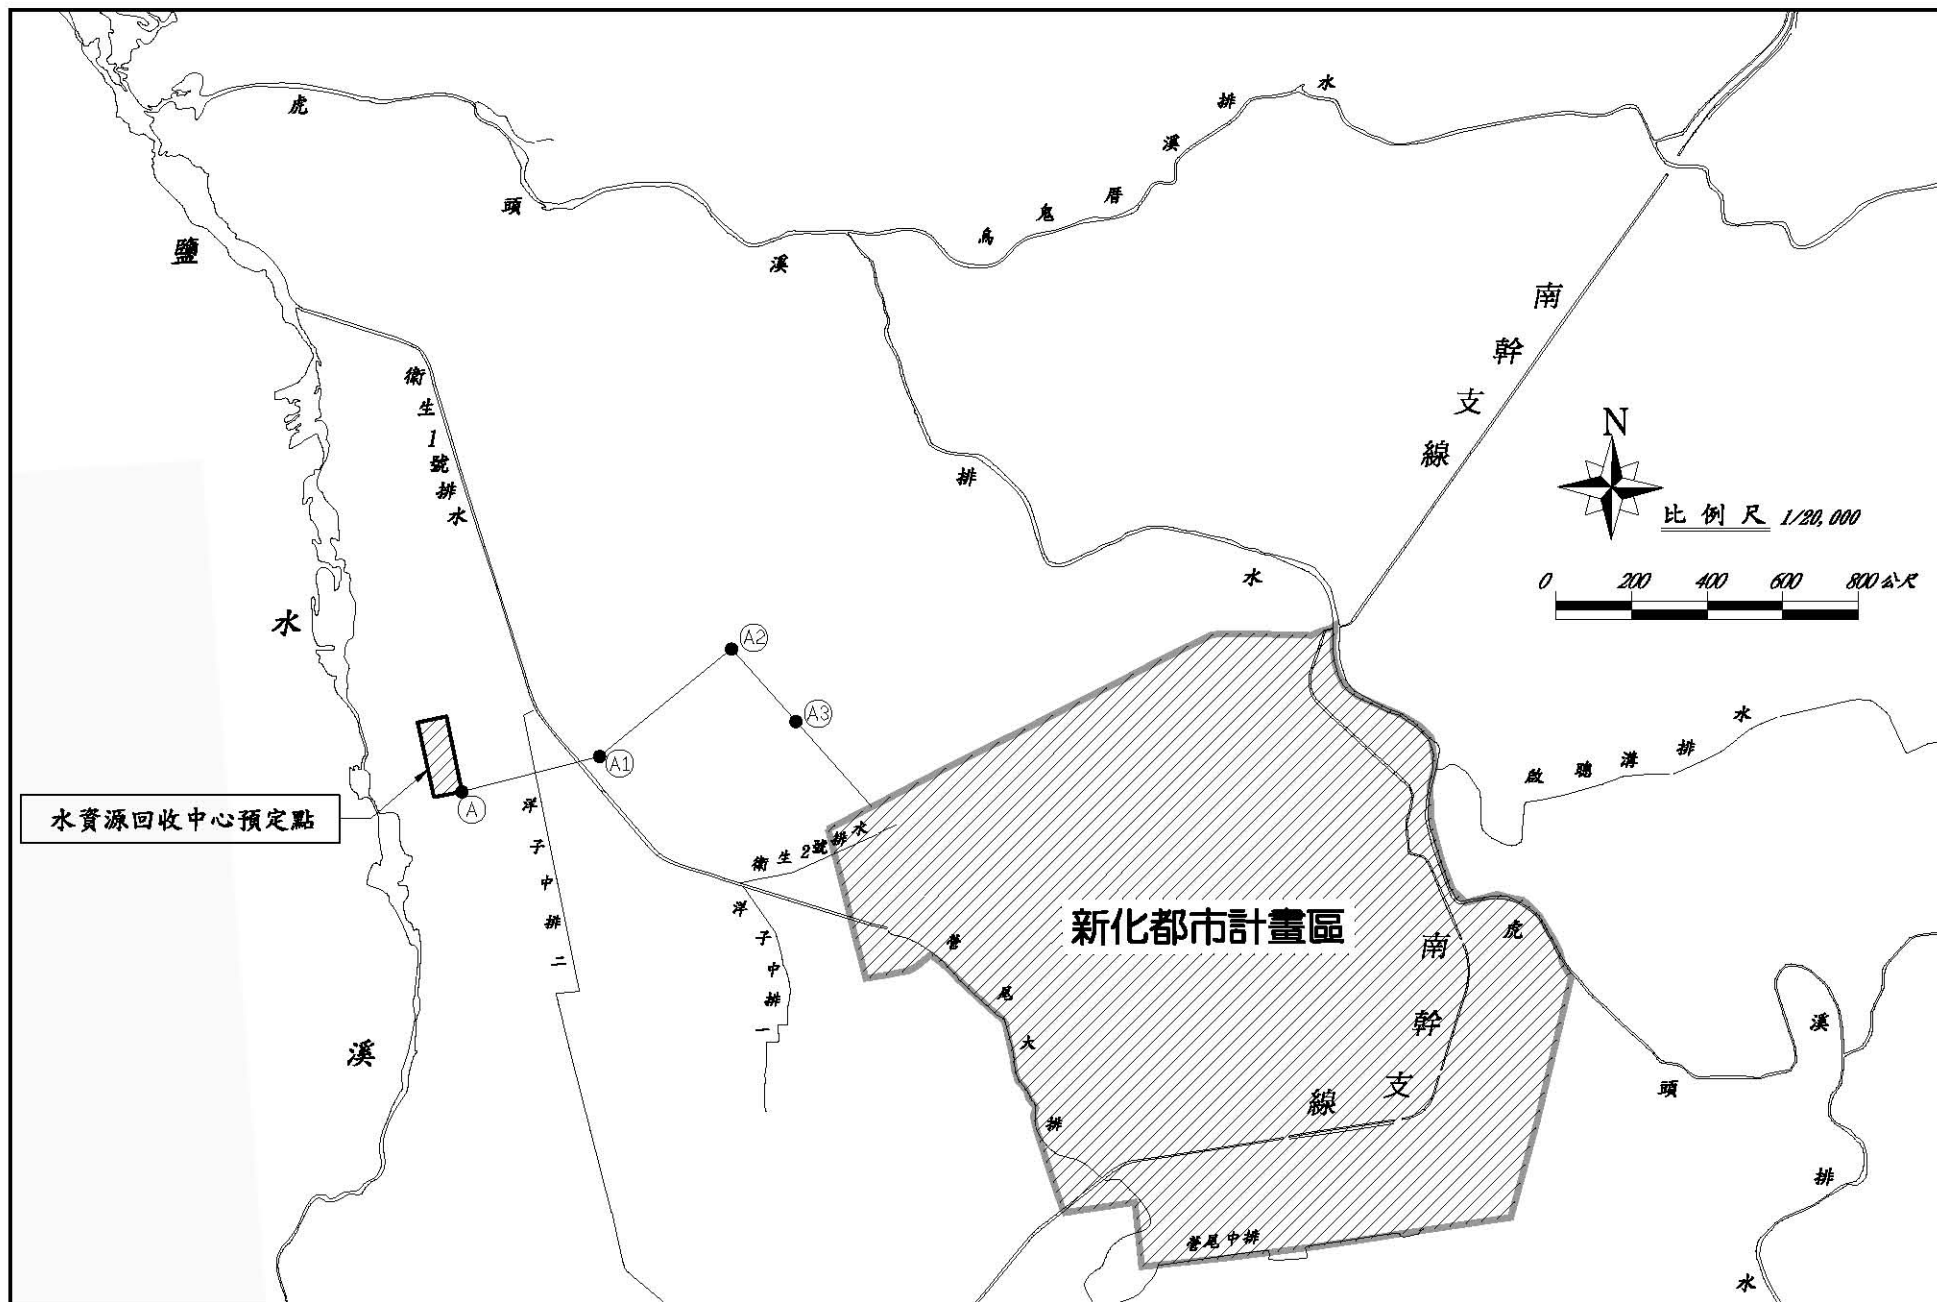 虎頭溪排水
烏鬼厝溪排水
鹽水溪
南幹支線
衛生1號排水
N
比例尺 1/20,000
0 200 400 600 800公尺
A2
A3
A1
A
水資源回收中心預定點
啟聰溝排水
洋子中排二
衛生2號排水
洋子中排一
新化都市計畫區
營尾大排
南幹支線
虎頭溪排水
營尾中排